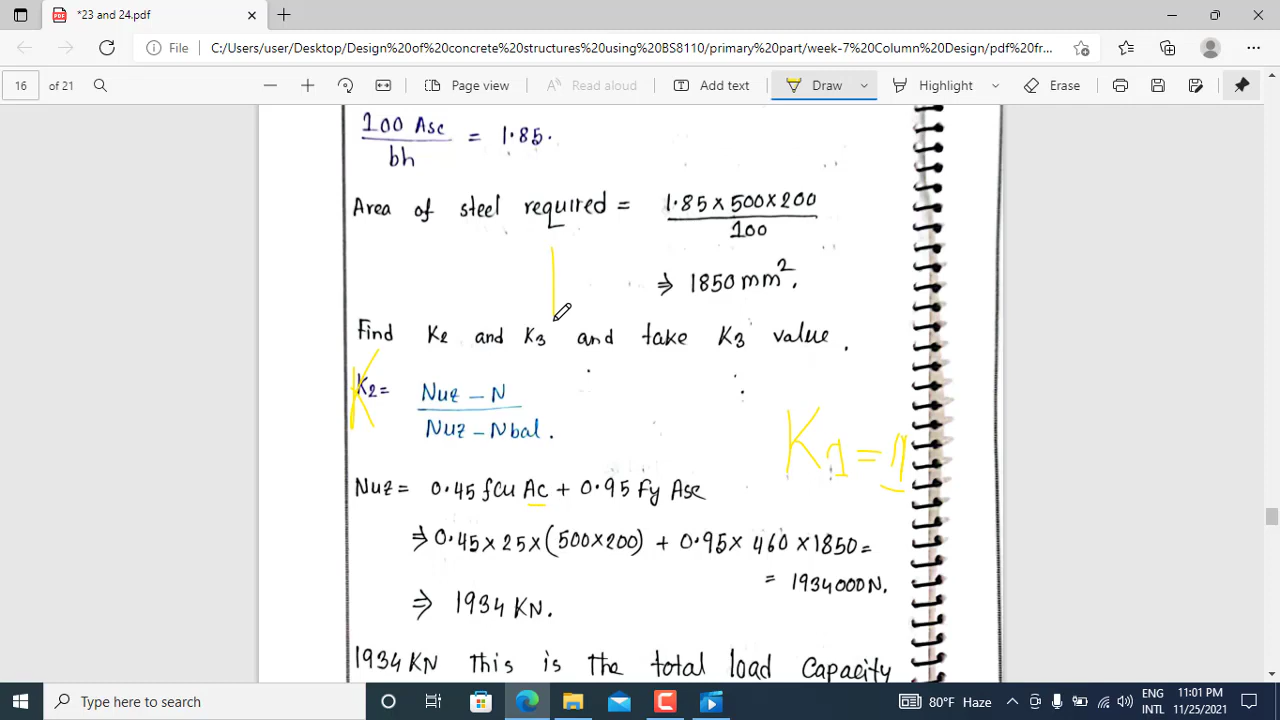 *23 and 24.pdf
File C:/Users/user/Desktop/Design%20of%20concrete%20structures%20using%20BS8110/primary%20part/week-7%20Column%20Design/pdf%20fr...
16 of 21 Page view Read aloud Add text Draw Highlight Erase
100 Asc
bh
= 1.85.
Area of steel required = 1.85 x 500 x 200
100
⇒ 1850 mm².
Find K2 and K3 and take K3 value.
K
K2 = Nuz - N
Nuz - Nbal.
K1 = 1
Nuz = 0.45 fcu Ac + 0.95 Fy Asc
⇒ 0.45 x 25 x (500 x 200) + 0.95 x 460 x 1850 =
= 1934000 N.
⇒ 1934 KN.
1934 KN this is the total load Capacity
Type here to search
80°F Haze
ENG
INTL
1:01 PM
11/25/2021